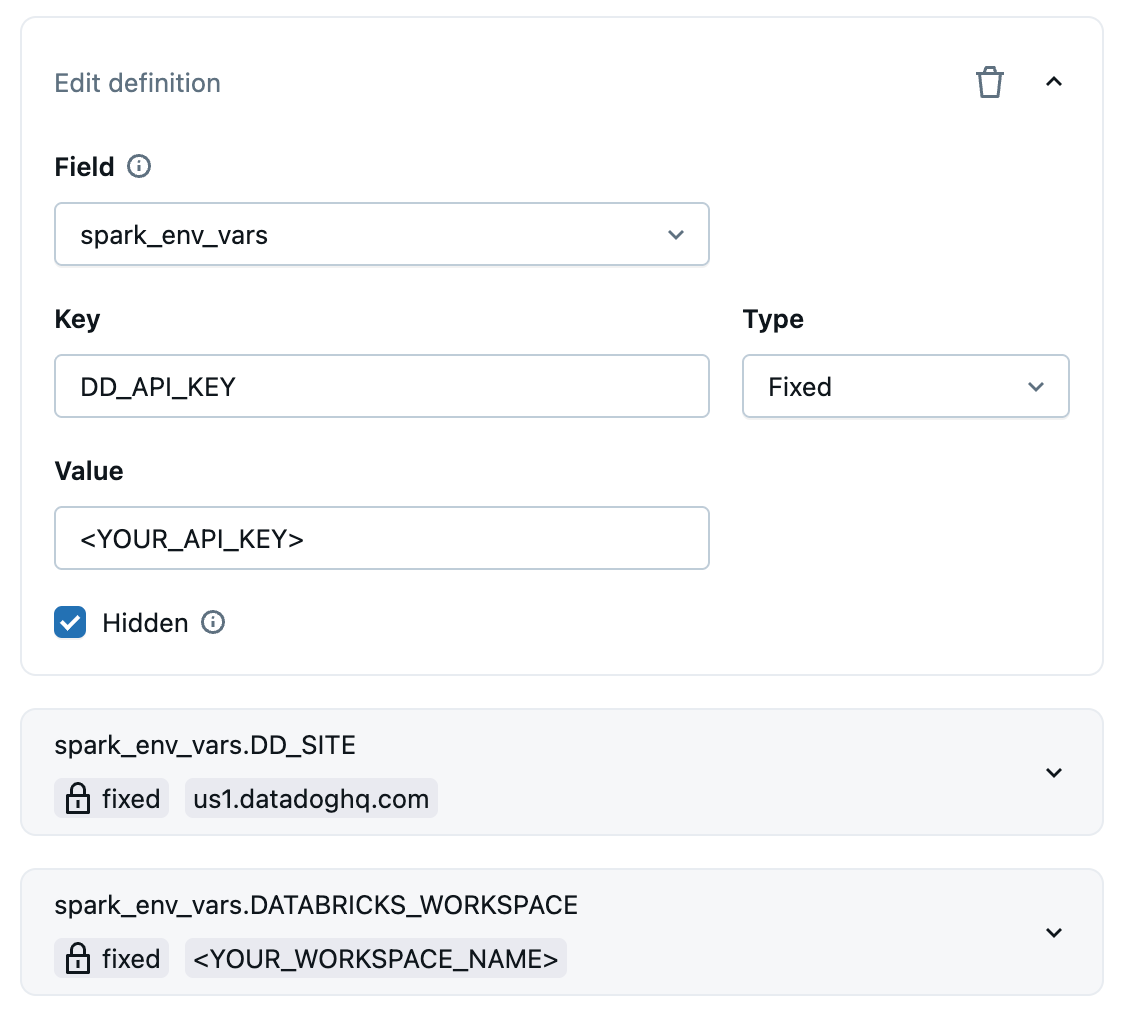 Edit definition
Field
spark_env_vars
Key
Type
DD_API_KEY
Fixed
Value
<YOUR_API_KEY>
Hidden
spark_env_vars.DD_SITE
fixed us1.datadoghq.com
spark_env_vars.DATABRICKS_WORKSPACE
fixed <YOUR_WORKSPACE_NAME>